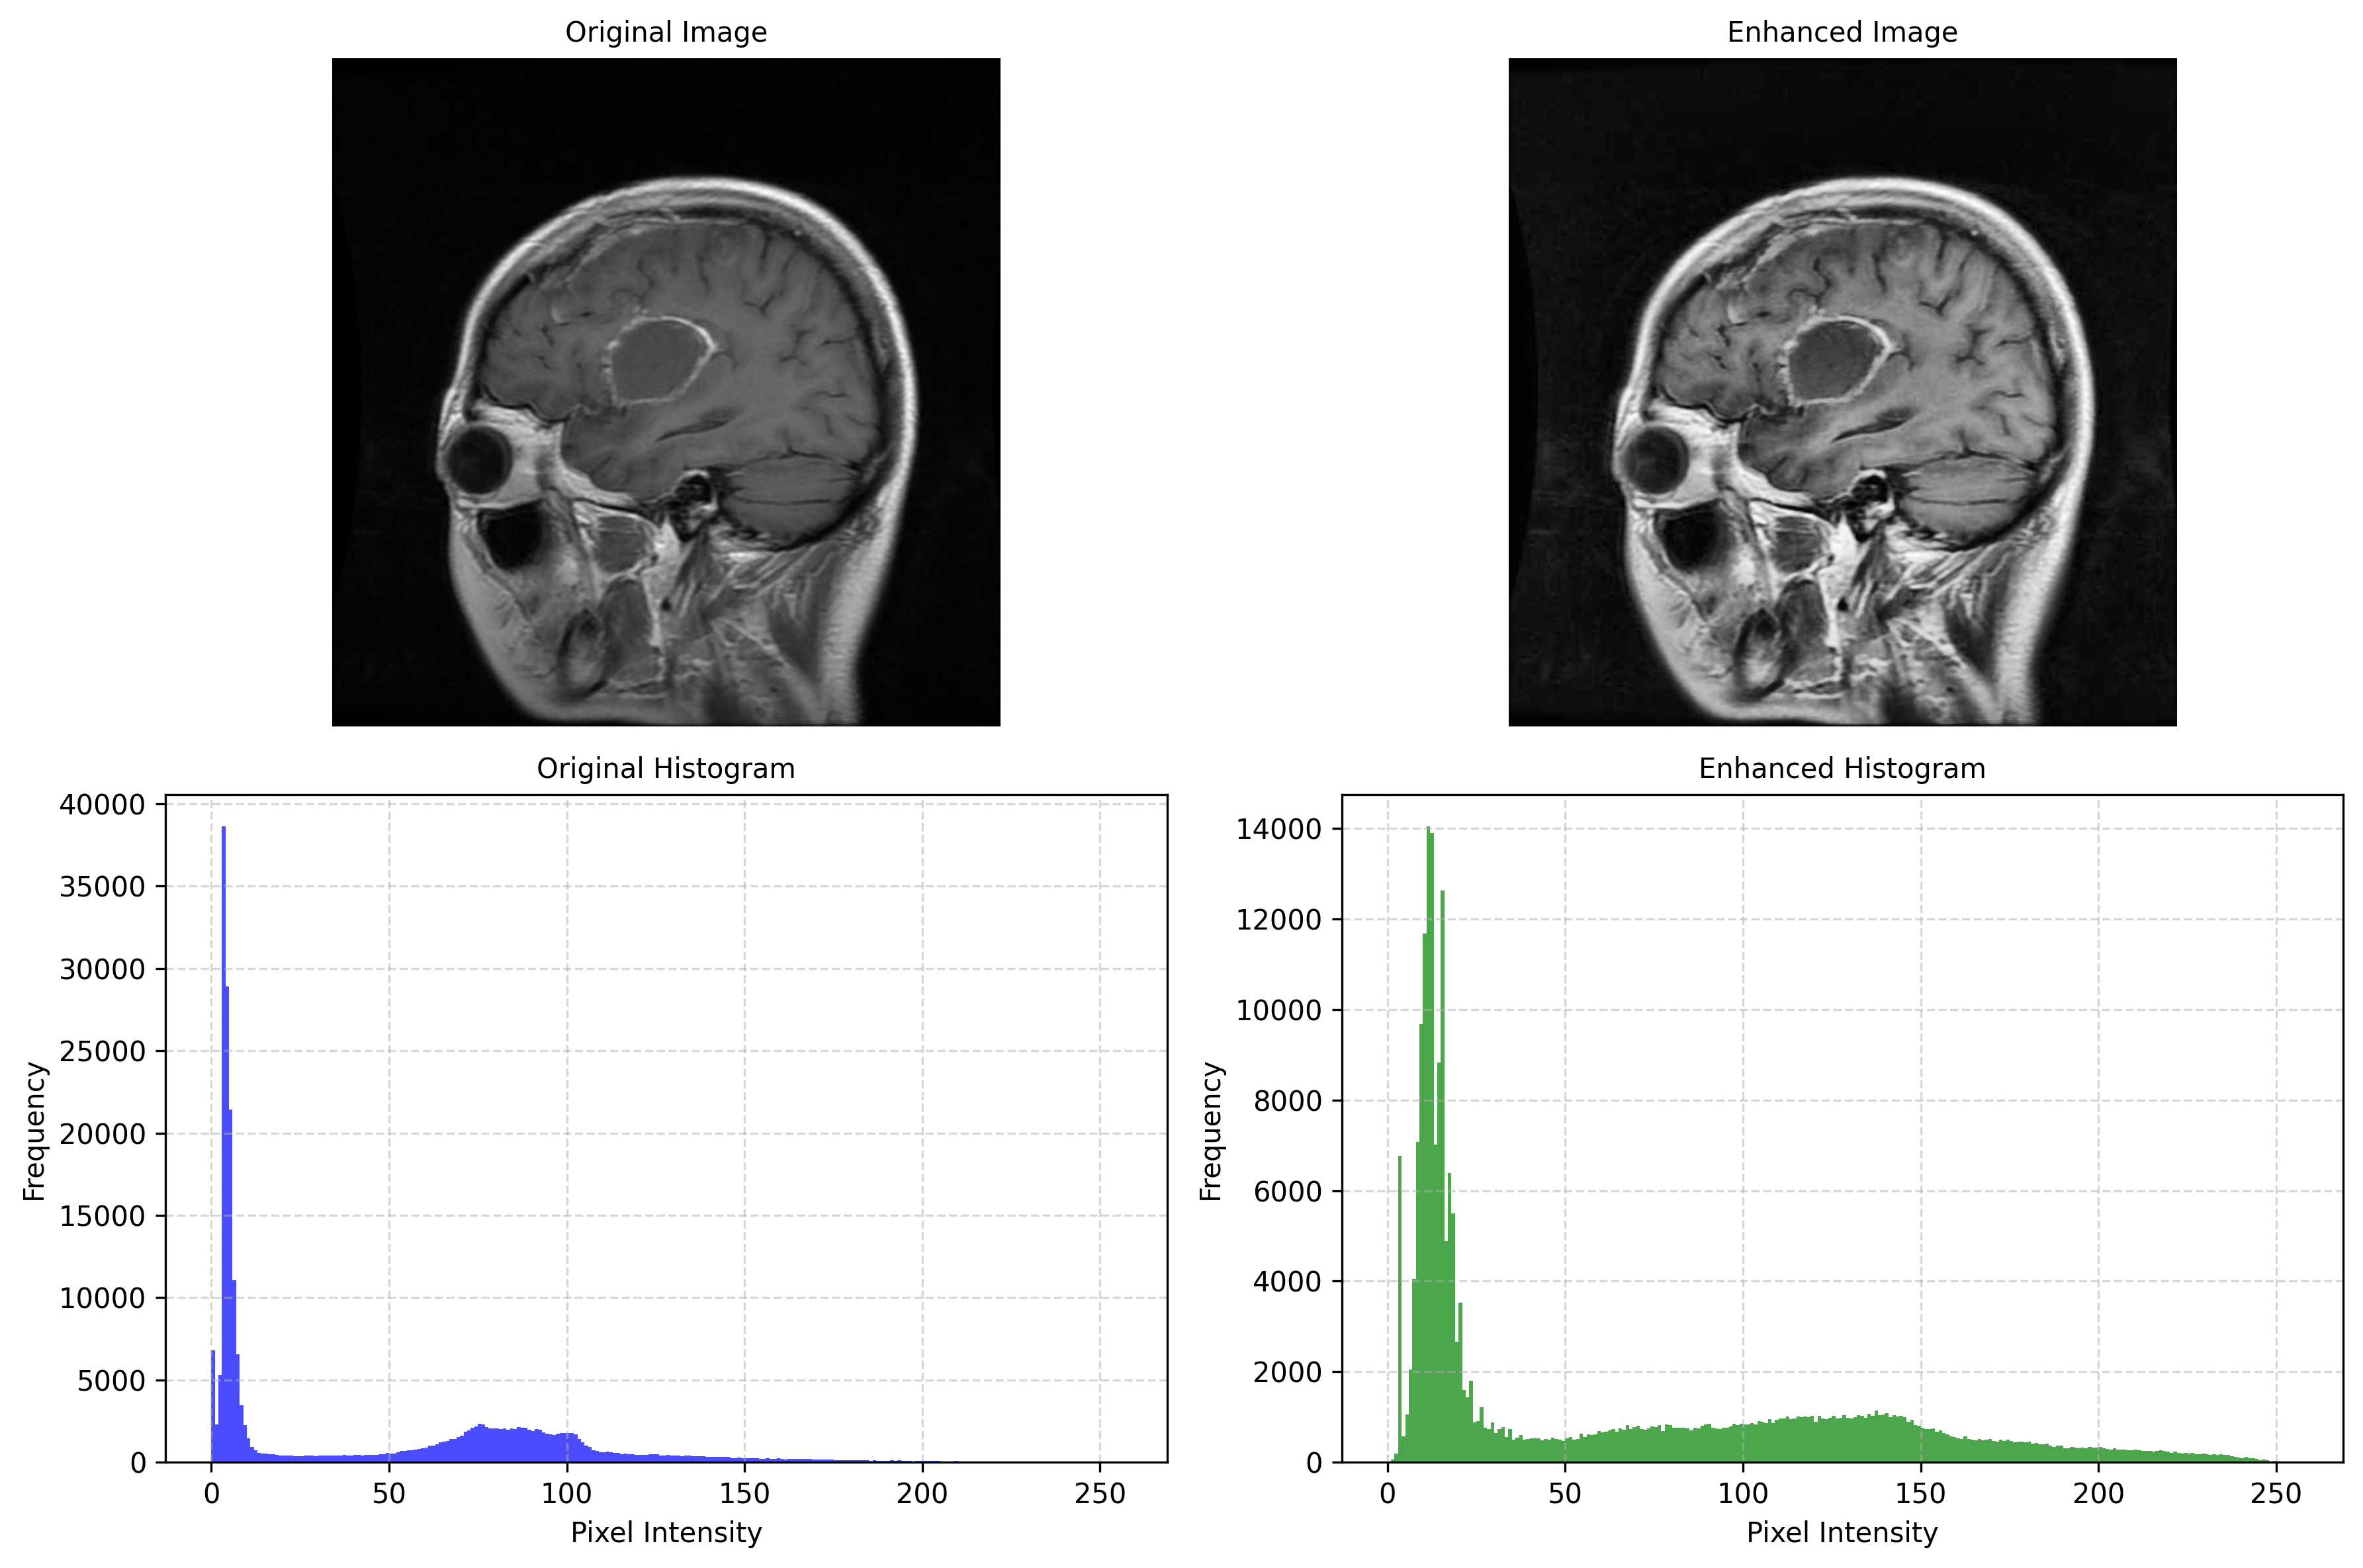 Original Image
Enhanced Image
Original Histogram
Enhanced Histogram
40000
35000
30000
25000
20000
15000
10000
5000
0
Frequency
0 50 100 150 200 250
Pixel Intensity
14000
12000
10000
8000
6000
4000
2000
0
Frequency
0 50 100 150 200 250
Pixel Intensity